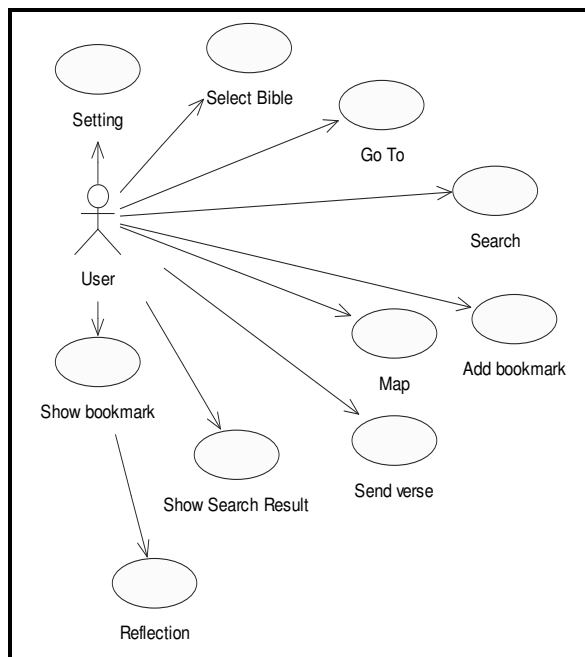 Select Bible
Setting
Go To
Search
User
Add bookmark
Map
Show bookmark
Send verse
Show Search Result
Reflection